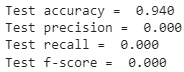 Test accuracy =  0.940
Test precision =  0.000
Test recall =  0.000
Test f-score =  0.000